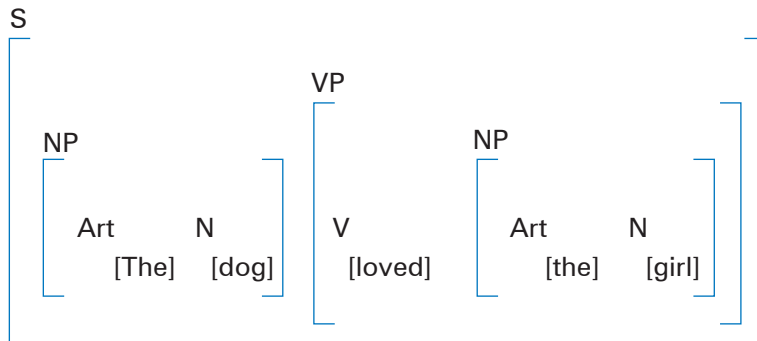 S
VP
NP NP
Art N V Art N
[The] [dog] [loved] [the] [girl]